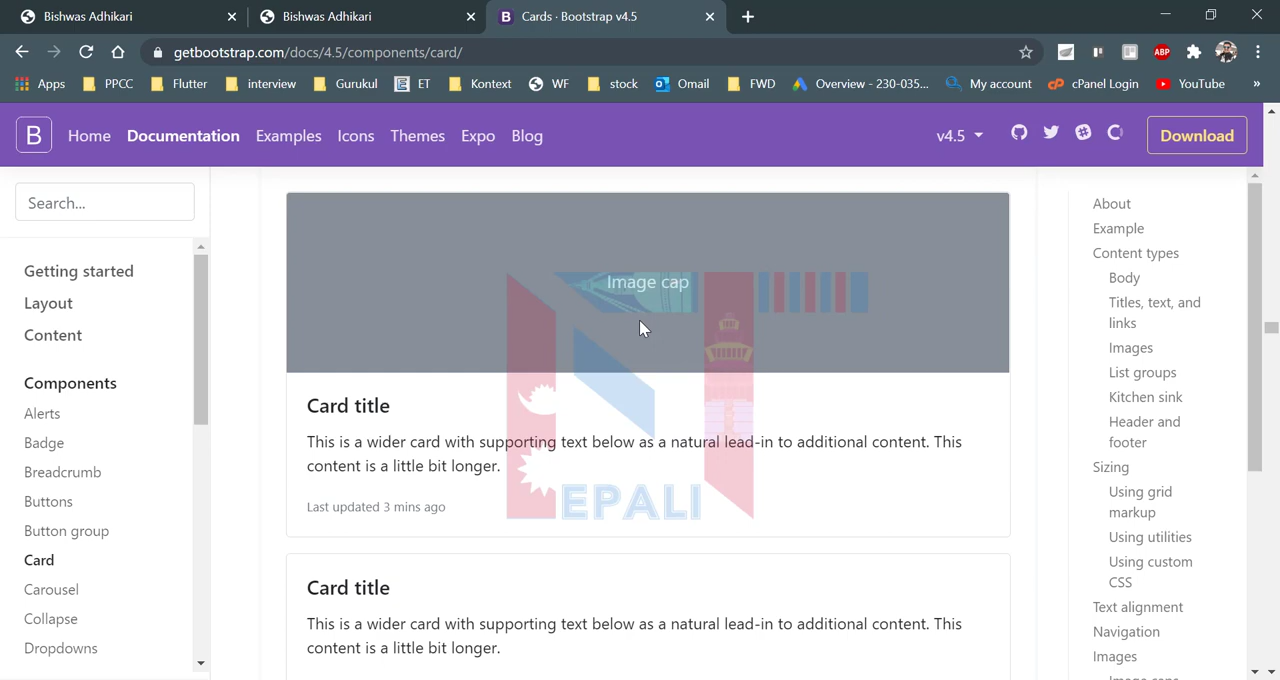 Bishwas Adhikari
Bishwas Adhikari
B Cards · Bootstrap v4.5
getbootstrap.com/docs/4.5/components/card/
ABP
Apps
PPCC
Flutter
interview
Gurukul
ET
Kontext
WF
stock
Omail
FWD
Overview - 230-035...
My account
cPanel Login
YouTube
»
B
Home
Documentation
Examples
Icons
Themes
Expo
Blog
v4.5
Download
Search...
Getting started
Layout
Content
Components
Alerts
Badge
Breadcrumb
Buttons
Button group
Card
Carousel
Collapse
Dropdowns
Image cap
Card title
This is a wider card with supporting text below as a natural lead-in to additional content. This
content is a little bit longer.
Last updated 3 mins ago
EPALI
Card title
This is a wider card with supporting text below as a natural lead-in to additional content. This
content is a little bit longer.
About
Example
Content types
Body
Titles, text, and
links
Images
List groups
Kitchen sink
Header and
footer
Sizing
Using grid
markup
Using utilities
Using custom
CSS
Text alignment
Navigation
Images
Image caps